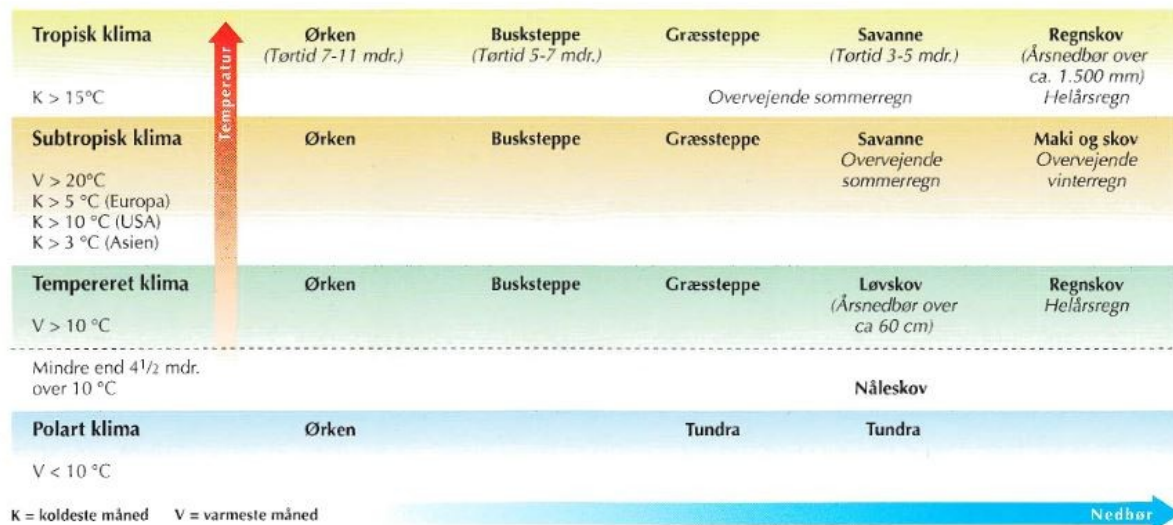 Tropisk klima Ørken Busksteppe Græssteppe Savanne Regnskov
(Tørtid 7-11 mdr.) (Tørtid 5-7 mdr.) (Tørtid 3-5 mdr.) (Årsnedbør over
ca. 1.500 mm)
K > 15°C Overvejende sommerregn Helårsregn
Temperatur
Subtropisk klima Ørken Busksteppe Græssteppe Savanne Maki og skov
Overvejende Overvejende
V > 20°C sommerregn vinterregn
K > 5 °C (Europa)
K > 10 °C (USA)
K > 3 °C (Asien)
Tempereret klima Ørken Busksteppe Græssteppe Løvskov Regnskov
(Årsnedbør over Helårsregn
V > 10 °C ca 60 cm)
Mindre end 4 1/2 mdr.
over 10 °C Nåleskov
Polart klima Ørken Tundra Tundra
V < 10 °C
K = koldeste måned V = varmeste måned Nedbør